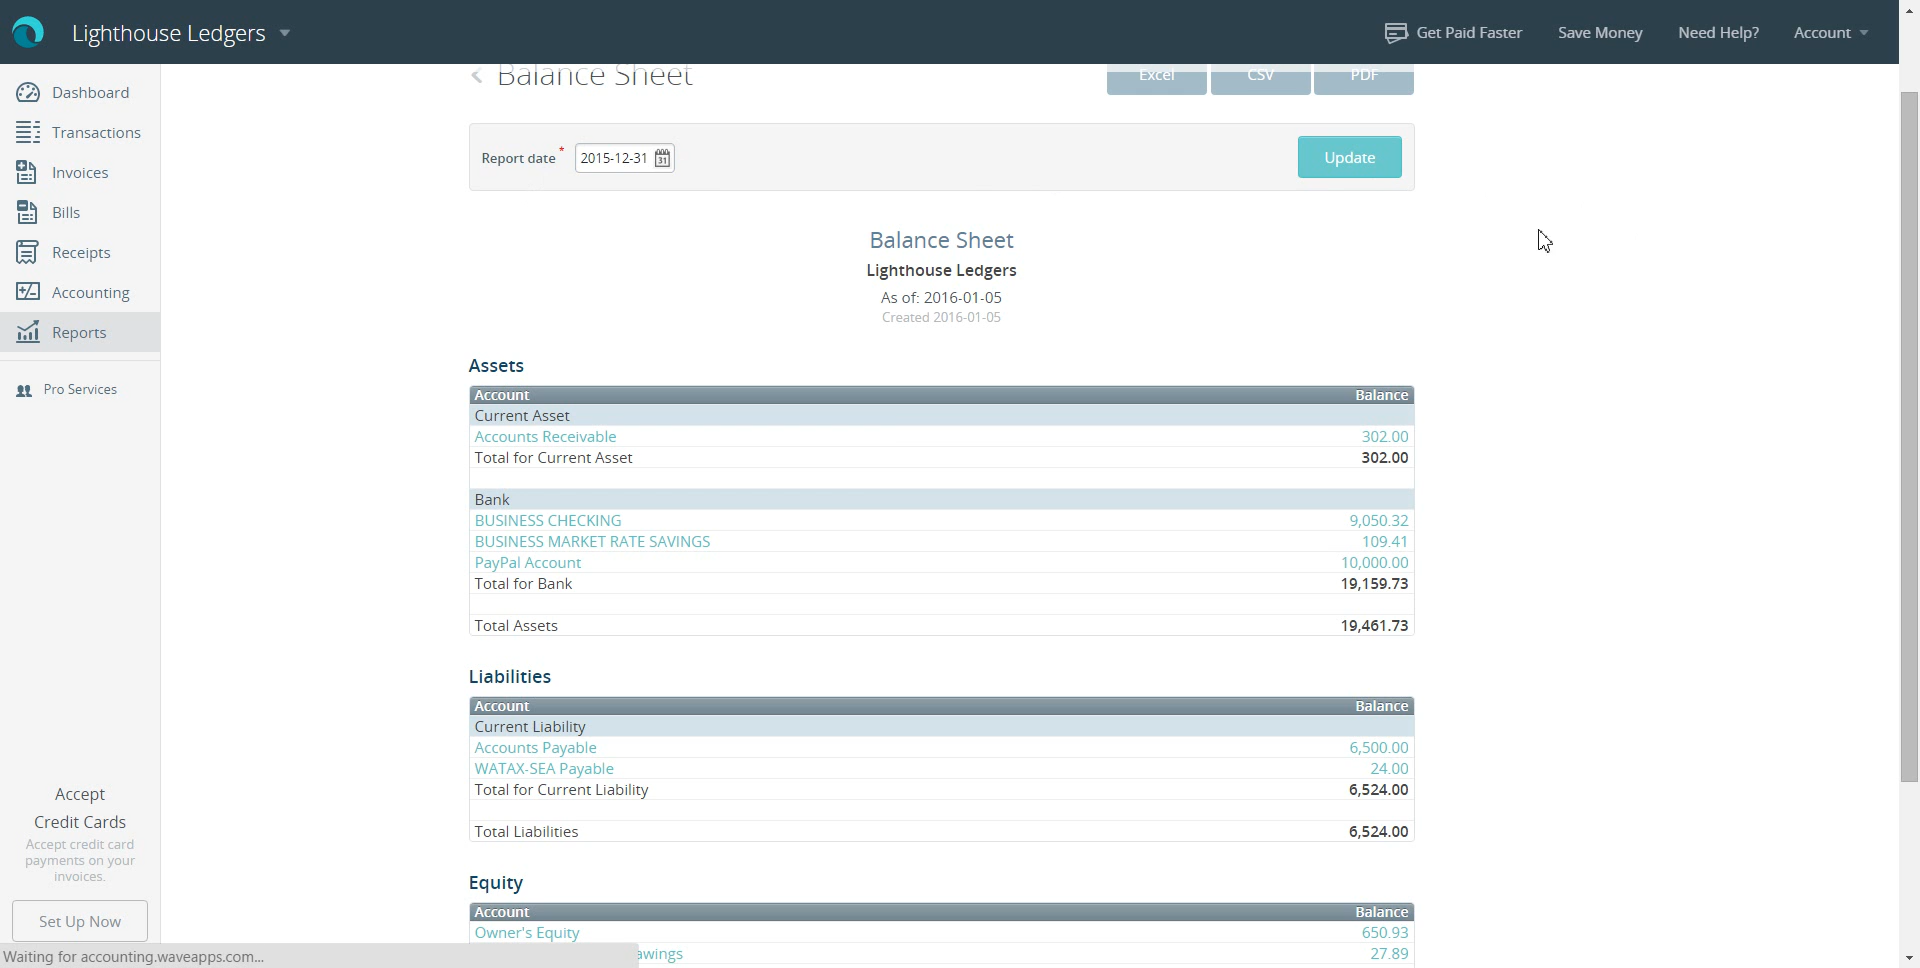 Lighthouse Ledgers
Get Paid Faster
Save Money
Need Help?
Account
Dashboard
Transactions
Invoices
Bills
Receipts
Accounting
Reports
Pro Services
Accept
Credit Cards
Accept credit card
payments on your
invoices.
Set Up Now
Waiting for accounting.waveapps.com...
Balance Sheet
Excel
CSV
PDF
Report date *
2015-12-31
31
Update
Balance Sheet
Lighthouse Ledgers
As of: 2016-01-05
Created 2016-01-05
Assets
Account Balance
Current Asset
Accounts Receivable 302.00
Total for Current Asset 302.00
Bank
BUSINESS CHECKING 9,050.32
BUSINESS MARKET RATE SAVINGS 109.41
PayPal Account 10,000.00
Total for Bank 19,159.73
Total Assets 19,461.73
Liabilities
Account Balance
Current Liability
Accounts Payable 6,500.00
WATAX-SEA Payable 24.00
Total for Current Liability 6,524.00
Total Liabilities 6,524.00
Equity
Account Balance
Owner's Equity 650.93
awings 27.89